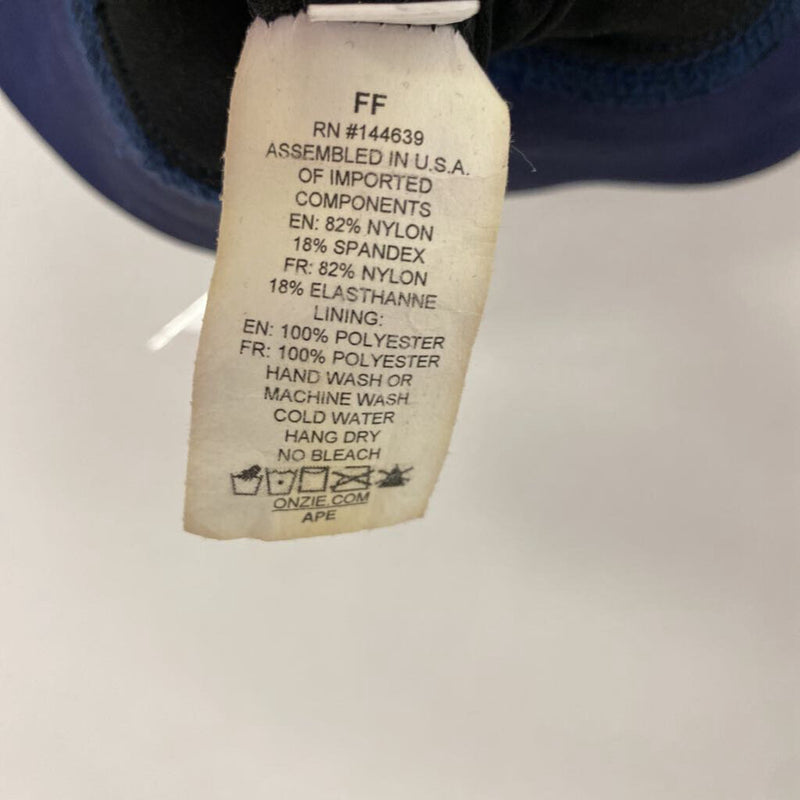 FF
RN #144639
ASSEMBLED IN U.S.A.
OF IMPORTED
COMPONENTS
EN: 82% NYLON
18% SPANDEX
FR: 82% NYLON
18% ELASTHANNE
LINING:
EN: 100% POLYESTER
FR: 100% POLYESTER
HAND WASH OR
MACHINE WASH
COLD WATER
HANG DRY
NO BLEACH
ONZIE.COM
APE